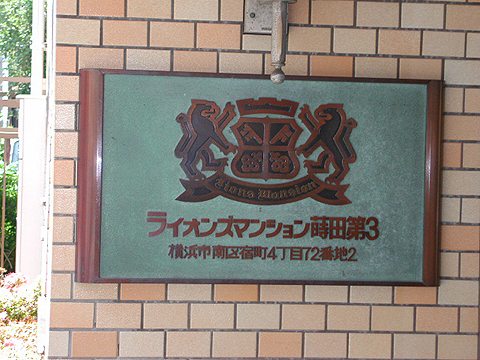 Lions Mansion
ライオンズマンション蒔田第3
横浜市南区宿町4丁目72番地2